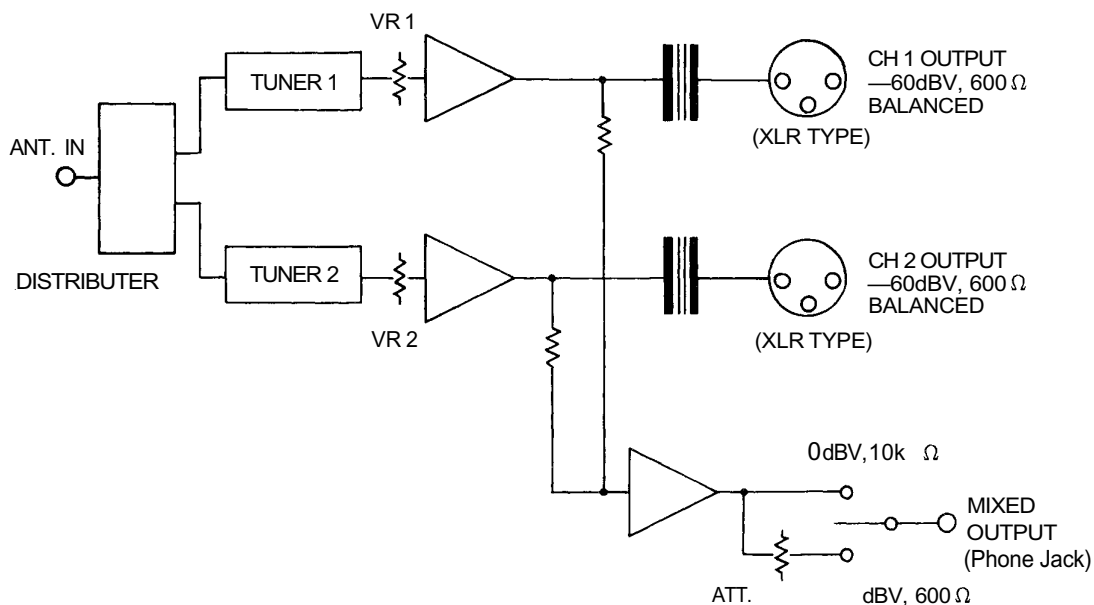 VR 1
TUNER 1
CH 1 OUTPUT
—60dBV, 600 Ω
BALANCED
(XLR TYPE)
ANT. IN
DISTRIBUTER
TUNER 2
VR 2
CH 2 OUTPUT
—60dBV, 600 Ω
BALANCED
(XLR TYPE)
0dBV,10k Ω
MIXED
OUTPUT
(Phone Jack)
ATT.
dBV, 600 Ω